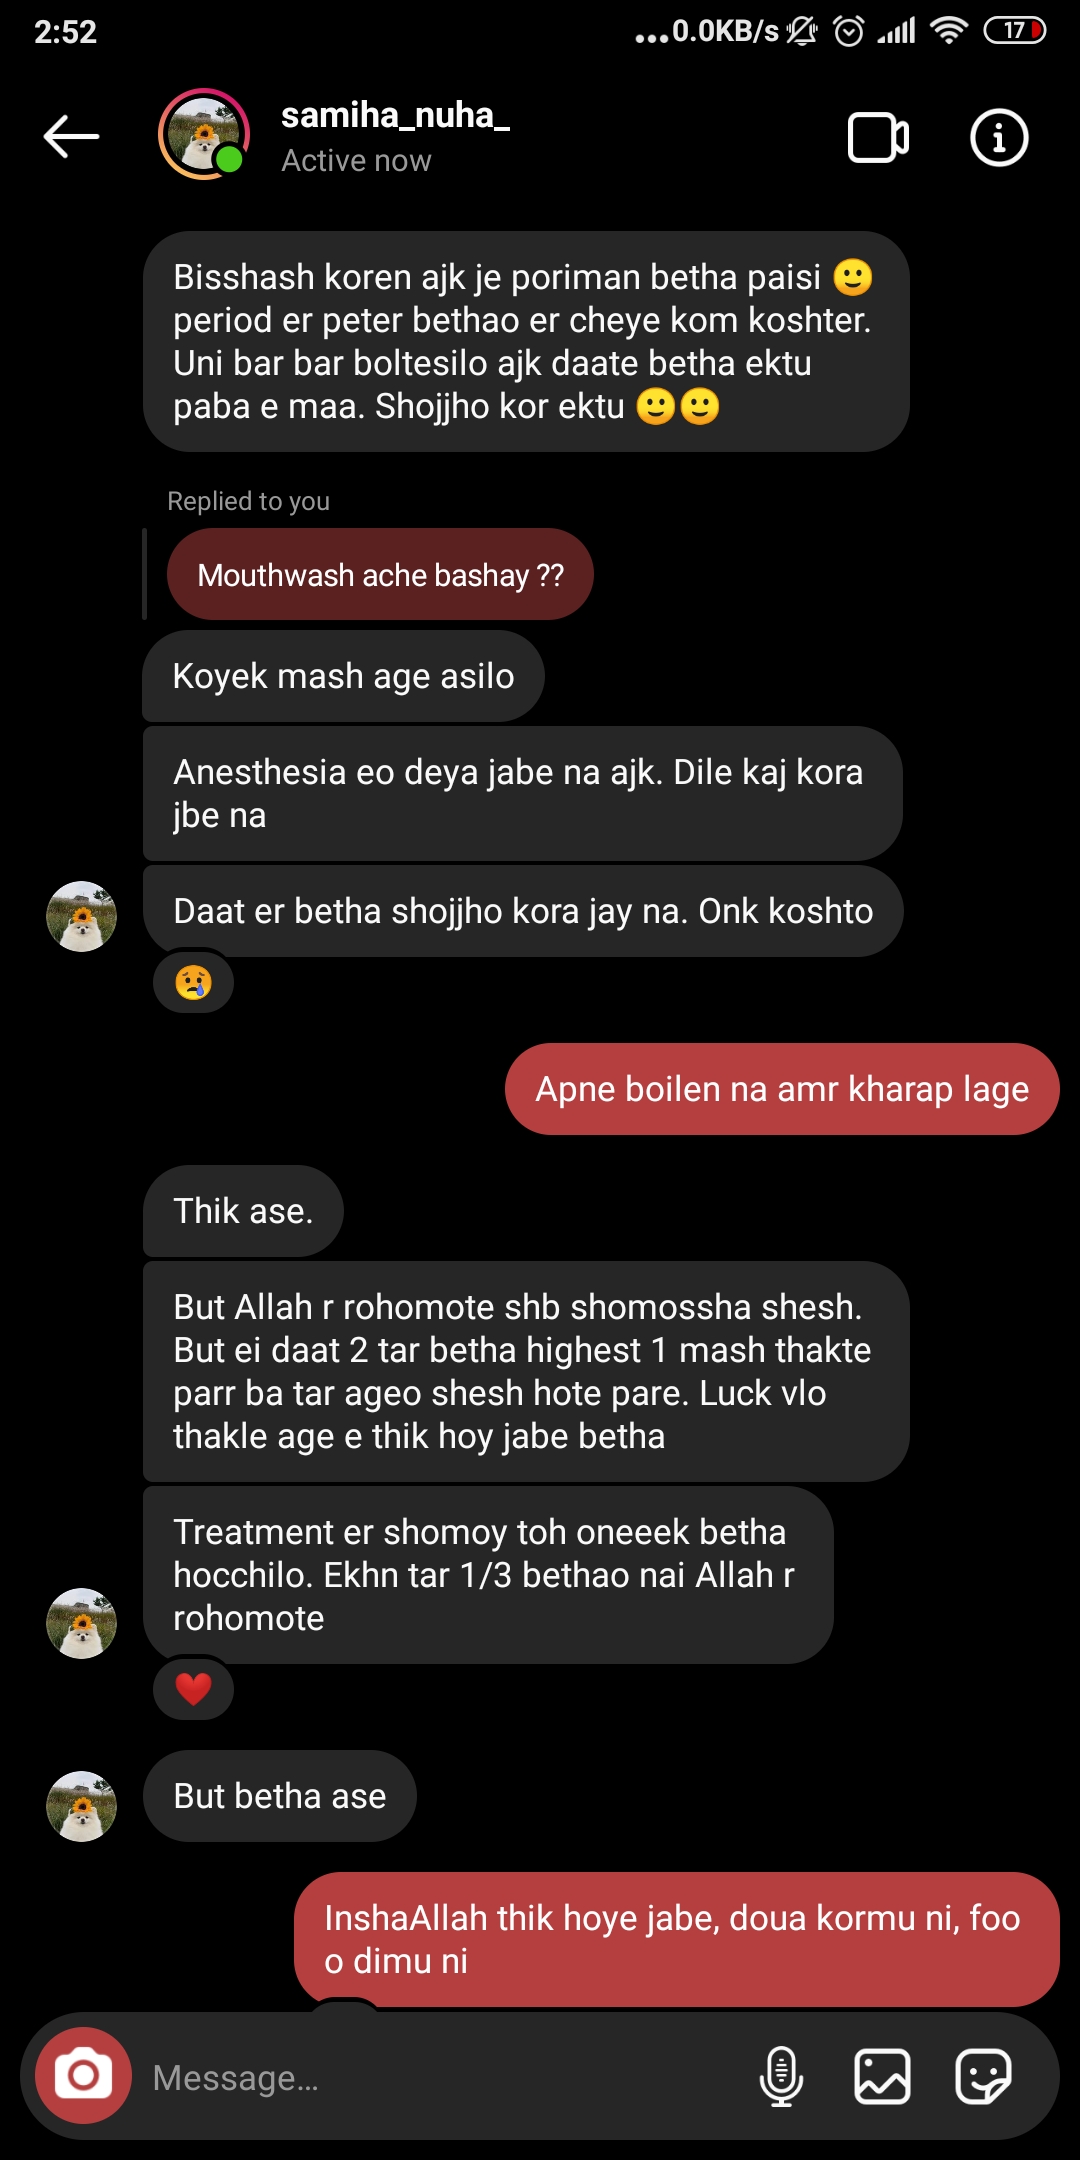 2:52
...0.0KB/s
17
samiha_nuha_
Active now
Bisshash koren ajk je poriman betha paisi 🙂
period er peter bethao er cheye kom koshter.
Uni bar bar boltesilo ajk daate betha ektu
paba e maa. Shojjho kor ektu 🙂🙂
Replied to you
Mouthwash ache bashay ??
Koyek mash age asilo
Anesthesia eo deya jabe na ajk. Dile kaj kora
jbe na
Daat er betha shojjho kora jay na. Onk koshto
😢
Apne boilen na amr kharap lage
Thik ase.
But Allah r rohomote shb shomossha shesh.
But ei daat 2 tar betha highest 1 mash thakte
parr ba tar ageo shesh hote pare. Luck vlo
thakle age e thik hoy jabe betha
Treatment er shomoy toh oneeek betha
hocchilo. Ekhn tar 1/3 bethao nai Allah r
rohomote
❤️
But betha ase
InshaAllah thik hoye jabe, doua kormu ni, foo
o dimu ni
Message...